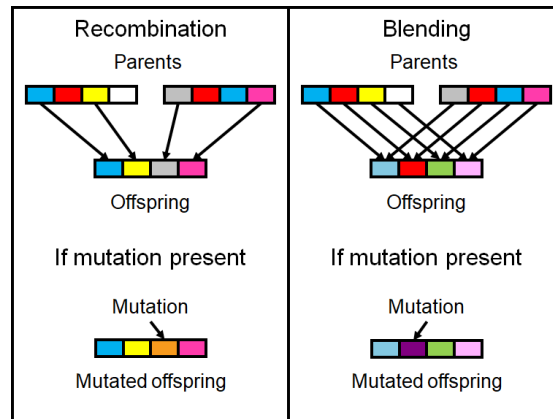 Recombination
Parents
Offspring
If mutation present
Mutation
Mutated offspring
Blending
Parents
Offspring
If mutation present
Mutation
Mutated offspring